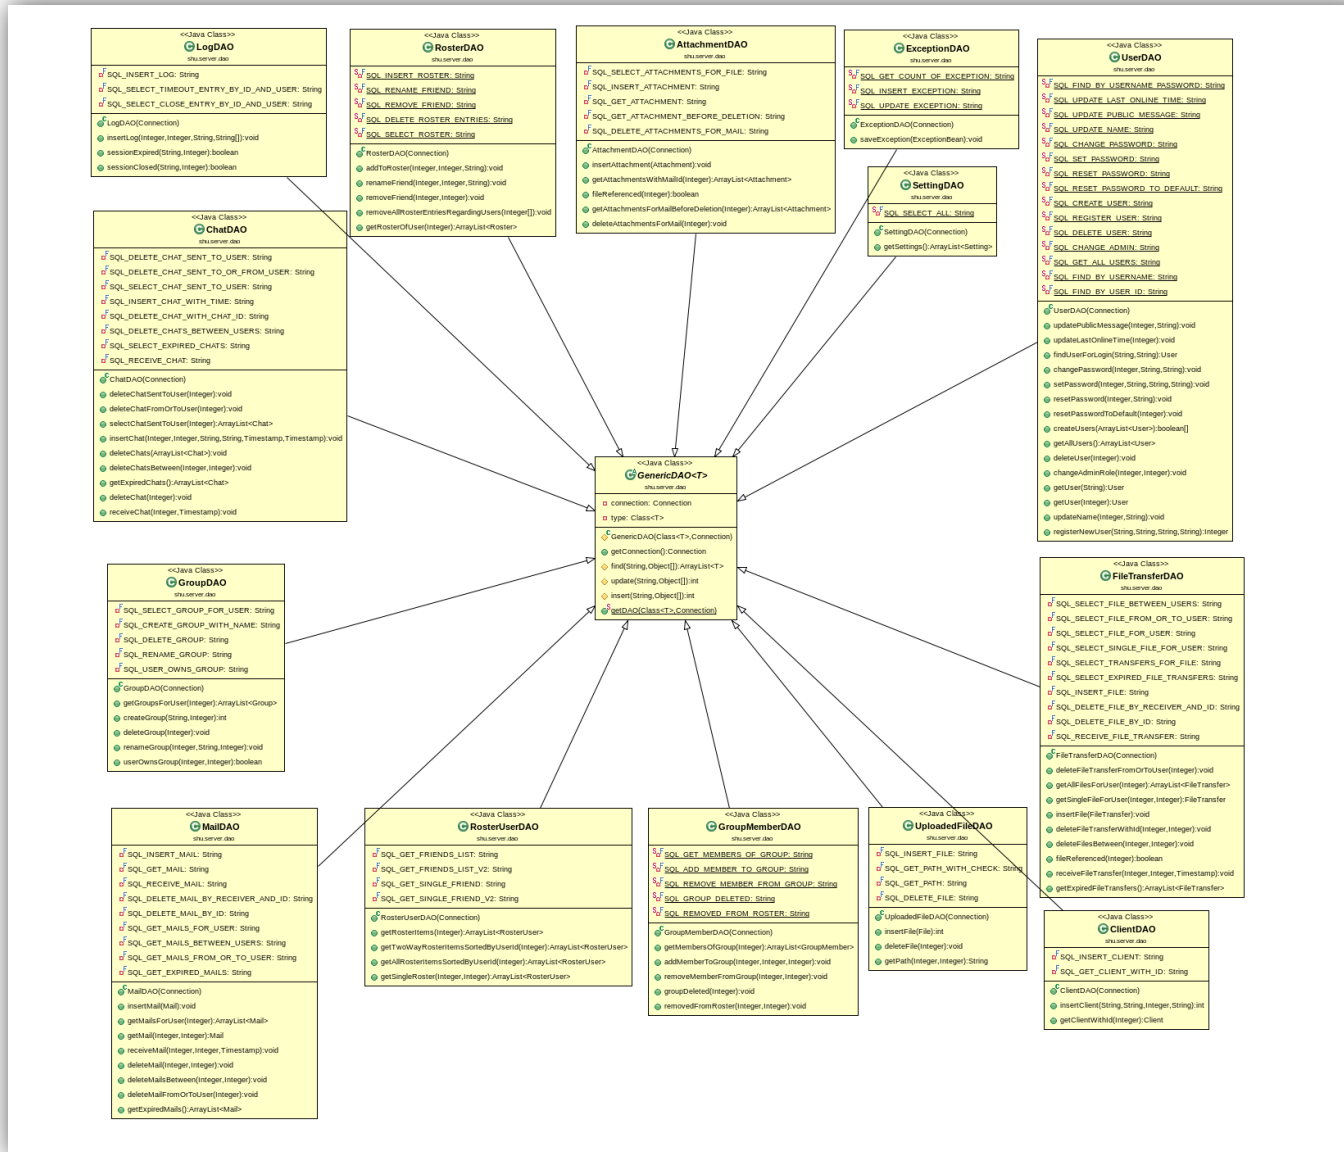 <<Java Class>>
LogDAO
shu.server.dao
SQL_INSERT_LOG: String
SQL_SELECT_TIMEOUT_ENTRY_BY_ID_AND_USER: String
SQL_SELECT_CLOSE_ENTRY_BY_ID_AND_USER: String
LogDAO(Connection)
insertLog(Integer,Integer,String,String[]):void
sessionExpired(String,Integer):boolean
sessionClosed(String,Integer):boolean
<<Java Class>>
RosterDAO
shu.server.dao
SQL_INSERT_ROSTER: String
SQL_RENAME_FRIEND: String
SQL_REMOVE_FRIEND: String
SQL_DELETE_ROSTER_ENTRIES: String
SQL_SELECT_ROSTER: String
RosterDAO(Connection)
addToRoster(Integer,Integer,String):void
renameFriend(Integer,Integer,String):void
removeFriend(Integer,Integer):void
removeAllRosterEntriesRegardingUsers(Integer[]):void
getRosterOfUser(Integer):ArrayList<Roster>
<<Java Class>>
AttachmentDAO
shu.server.dao
SQL_SELECT_ATTACHMENTS_FOR_FILE: String
SQL_INSERT_ATTACHMENT: String
SQL_GET_ATTACHMENT: String
SQL_GET_ATTACHMENT_BEFORE_DELETION: String
SQL_DELETE_ATTACHMENTS_FOR_MAIL: String
AttachmentDAO(Connection)
insertAttachment(Attachment):void
getAttachmentsWithMailId(Integer):ArrayList<Attachment>
fileReferenced(Integer):boolean
getAttachmentsForMailBeforeDeletion(Integer):ArrayList<Attachment>
deleteAttachmentsForMail(Integer):void
<<Java Class>>
ExceptionDAO
shu.server.dao
SQL_GET_COUNT_OF_EXCEPTION: String
SQL_INSERT_EXCEPTION: String
SQL_UPDATE_EXCEPTION: String
ExceptionDAO(Connection)
saveException(ExceptionBean):void
<<Java Class>>
SettingDAO
shu.server.dao
SQL_SELECT_ALL: String
SettingDAO(Connection)
getSettings():ArrayList<Setting>
<<Java Class>>
UserDAO
shu.server.dao
SQL_FIND_BY_USERNAME_PASSWORD: String
SQL_UPDATE_LAST_ONLINE_TIME: String
SQL_UPDATE_PUBLIC_MESSAGE: String
SQL_UPDATE_NAME: String
SQL_CHANGE_PASSWORD: String
SQL_SET_PASSWORD: String
SQL_RESET_PASSWORD: String
SQL_RESET_PASSWORD_TO_DEFAULT: String
SQL_CREATE_USER: String
SQL_REGISTER_USER: String
SQL_DELETE_USER: String
SQL_CHANGE_ADMIN: String
SQL_GET_ALL_USERS: String
SQL_FIND_BY_USERNAME: String
SQL_FIND_BY_USER_ID: String
UserDAO(Connection)
updatePublicMessage(Integer,String):void
updateLastOnlineTime(Integer):void
findUserForLogin(String,String):User
changePassword(Integer,String,String):void
setPassword(Integer,String,String,String):void
resetPassword(Integer,String):void
resetPasswordToDefault(Integer):void
createUsers(ArrayList<User>):boolean[]
getAllUsers():ArrayList<User>
deleteUser(Integer):void
changeAdminRole(Integer,Integer):void
getUser(String):User
getUser(Integer):User
updateName(Integer,String):void
registerNewUser(String,String,String,String):Integer
<<Java Class>>
ChatDAO
shu.server.dao
SQL_DELETE_CHAT_SENT_TO_USER: String
SQL_DELETE_CHAT_SENT_TO_OR_FROM_USER: String
SQL_SELECT_CHAT_SENT_TO_USER: String
SQL_INSERT_CHAT_WITH_TIME: String
SQL_DELETE_CHAT_WITH_CHAT_ID: String
SQL_DELETE_CHATS_BETWEEN_USERS: String
SQL_SELECT_EXPIRED_CHATS: String
SQL_RECEIVE_CHAT: String
ChatDAO(Connection)
deleteChatSentToUser(Integer):void
deleteChatFromOrToUser(Integer):void
selectChatSentToUser(Integer):ArrayList<Chat>
insertChat(Integer,Integer,String,String,Timestamp,Timestamp):void
deleteChats(ArrayList<Chat>):void
deleteChatsBetween(Integer,Integer):void
getExpiredChats():ArrayList<Chat>
deleteChat(Integer):void
receiveChat(Integer,Timestamp):void
<<Java Class>>
GenericDAO<T>
shu.server.dao
connection: Connection
type: Class<T>
GenericDAO(Class<T>,Connection)
getConnection():Connection
find(String,Object[]):ArrayList<T>
update(String,Object[]):int
insert(String,Object[]):int
getDAO(Class<T>,Connection)
<<Java Class>>
GroupDAO
shu.server.dao
SQL_SELECT_GROUP_FOR_USER: String
SQL_CREATE_GROUP_WITH_NAME: String
SQL_DELETE_GROUP: String
SQL_RENAME_GROUP: String
SQL_USER_OWNS_GROUP: String
GroupDAO(Connection)
getGroupsForUser(Integer):ArrayList<Group>
createGroup(String,Integer):int
deleteGroup(Integer):void
renameGroup(Integer,String,Integer):void
userOwnsGroup(Integer,Integer):boolean
<<Java Class>>
FileTransferDAO
shu.server.dao
SQL_SELECT_FILE_BETWEEN_USERS: String
SQL_SELECT_FILE_FROM_OR_TO_USER: String
SQL_SELECT_FILE_FOR_USER: String
SQL_SELECT_SINGLE_FILE_FOR_USER: String
SQL_SELECT_TRANSFERS_FOR_FILE: String
SQL_SELECT_EXPIRED_FILE_TRANSFERS: String
SQL_INSERT_FILE: String
SQL_DELETE_FILE_BY_RECEIVER_AND_ID: String
SQL_DELETE_FILE_BY_ID: String
SQL_RECEIVE_FILE_TRANSFER: String
FileTransferDAO(Connection)
deleteFileTransferFromOrToUser(Integer):void
getAllFilesForUser(Integer):ArrayList<FileTransfer>
getSingleFileForUser(Integer,Integer):FileTransfer
insertFile(FileTransfer):void
deleteFileTransferWithId(Integer,Integer):void
deleteFilesBetween(Integer,Integer):void
fileReferenced(Integer):boolean
receiveFileTransfer(Integer,Integer,Timestamp):void
getExpiredFileTransfers():ArrayList<FileTransfer>
<<Java Class>>
MailDAO
shu.server.dao
SQL_INSERT_MAIL: String
SQL_GET_MAIL: String
SQL_RECEIVE_MAIL: String
SQL_DELETE_MAIL_BY_RECEIVER_AND_ID: String
SQL_DELETE_MAIL_BY_ID: String
SQL_GET_MAILS_FOR_USER: String
SQL_GET_MAILS_BETWEEN_USERS: String
SQL_GET_MAILS_FROM_OR_TO_USER: String
SQL_GET_EXPIRED_MAILS: String
MailDAO(Connection)
insertMail(Mail):void
getMailsForUser(Integer):ArrayList<Mail>
getMail(Integer,Integer):Mail
receiveMail(Integer,Integer,Timestamp):void
deleteMail(Integer,Integer):void
deleteMailsBetween(Integer,Integer):void
deleteMailFromOrToUser(Integer):void
getExpiredMails():ArrayList<Mail>
<<Java Class>>
RosterUserDAO
shu.server.dao
SQL_GET_FRIENDS_LIST: String
SQL_GET_FRIENDS_LIST_V2: String
SQL_GET_SINGLE_FRIEND: String
SQL_GET_SINGLE_FRIEND_V2: String
RosterUserDAO(Connection)
getRosterItems(Integer):ArrayList<RosterUser>
getTwoWayRosterItemsSortedByUserId(Integer):ArrayList<RosterUser>
getAllRosterItemsSortedByUserId(Integer):ArrayList<RosterUser>
getSingleRoster(Integer,Integer):ArrayList<RosterUser>
<<Java Class>>
GroupMemberDAO
shu.server.dao
SQL_GET_MEMBERS_OF_GROUP: String
SQL_ADD_MEMBER_TO_GROUP: String
SQL_REMOVE_MEMBER_FROM_GROUP: String
SQL_GROUP_DELETED: String
SQL_REMOVED_FROM_ROSTER: String
GroupMemberDAO(Connection)
getMembersOfGroup(Integer):ArrayList<GroupMember>
addMemberToGroup(Integer,Integer,Integer):void
removeMemberFromGroup(Integer,Integer):void
groupDeleted(Integer):void
removedFromRoster(Integer,Integer):void
<<Java Class>>
UploadedFileDAO
shu.server.dao
SQL_INSERT_FILE: String
SQL_GET_PATH_WITH_CHECK: String
SQL_GET_PATH: String
SQL_DELETE_FILE: String
UploadedFileDAO(Connection)
insertFile(File):int
deleteFile(Integer):void
getPath(Integer,Integer):String
<<Java Class>>
ClientDAO
shu.server.dao
SQL_INSERT_CLIENT: String
SQL_GET_CLIENT_WITH_ID: String
ClientDAO(Connection)
insertClient(String,String,Integer,String):int
getClientWithId(Integer):Client